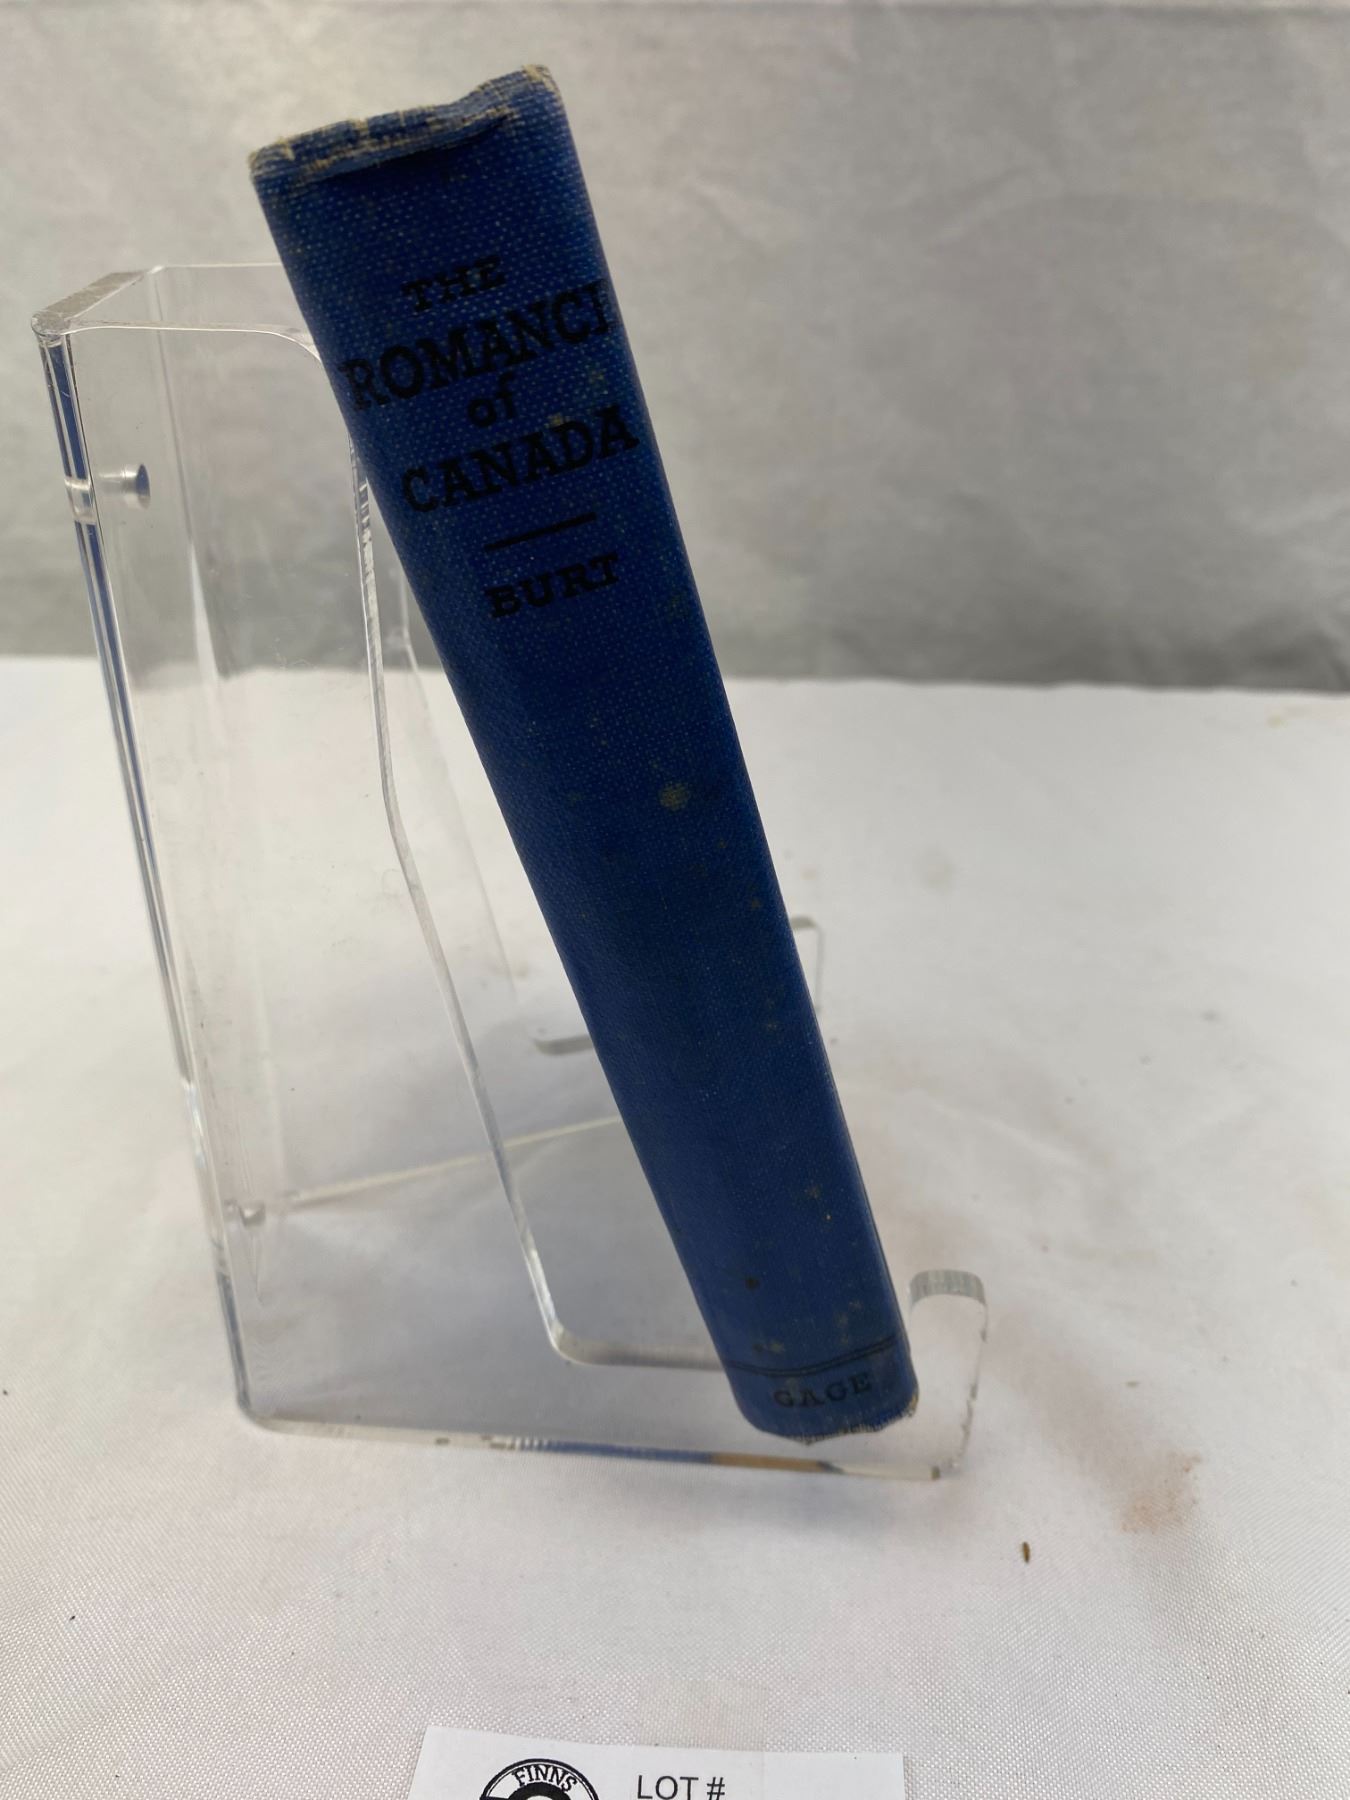 THE
ROMANCE
of
CANADA
BURT
GAGE
FINNS
LOT #